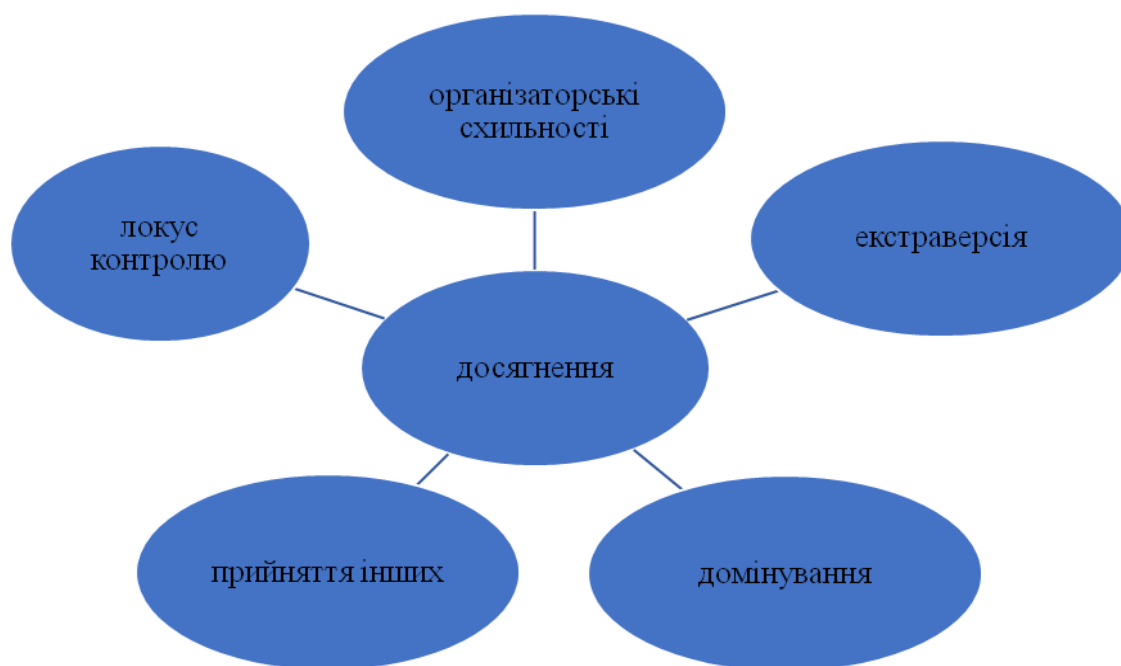 організаторські
схильності
локус
контролю
екстраверсія
досягнення
прийняття інших
домінування